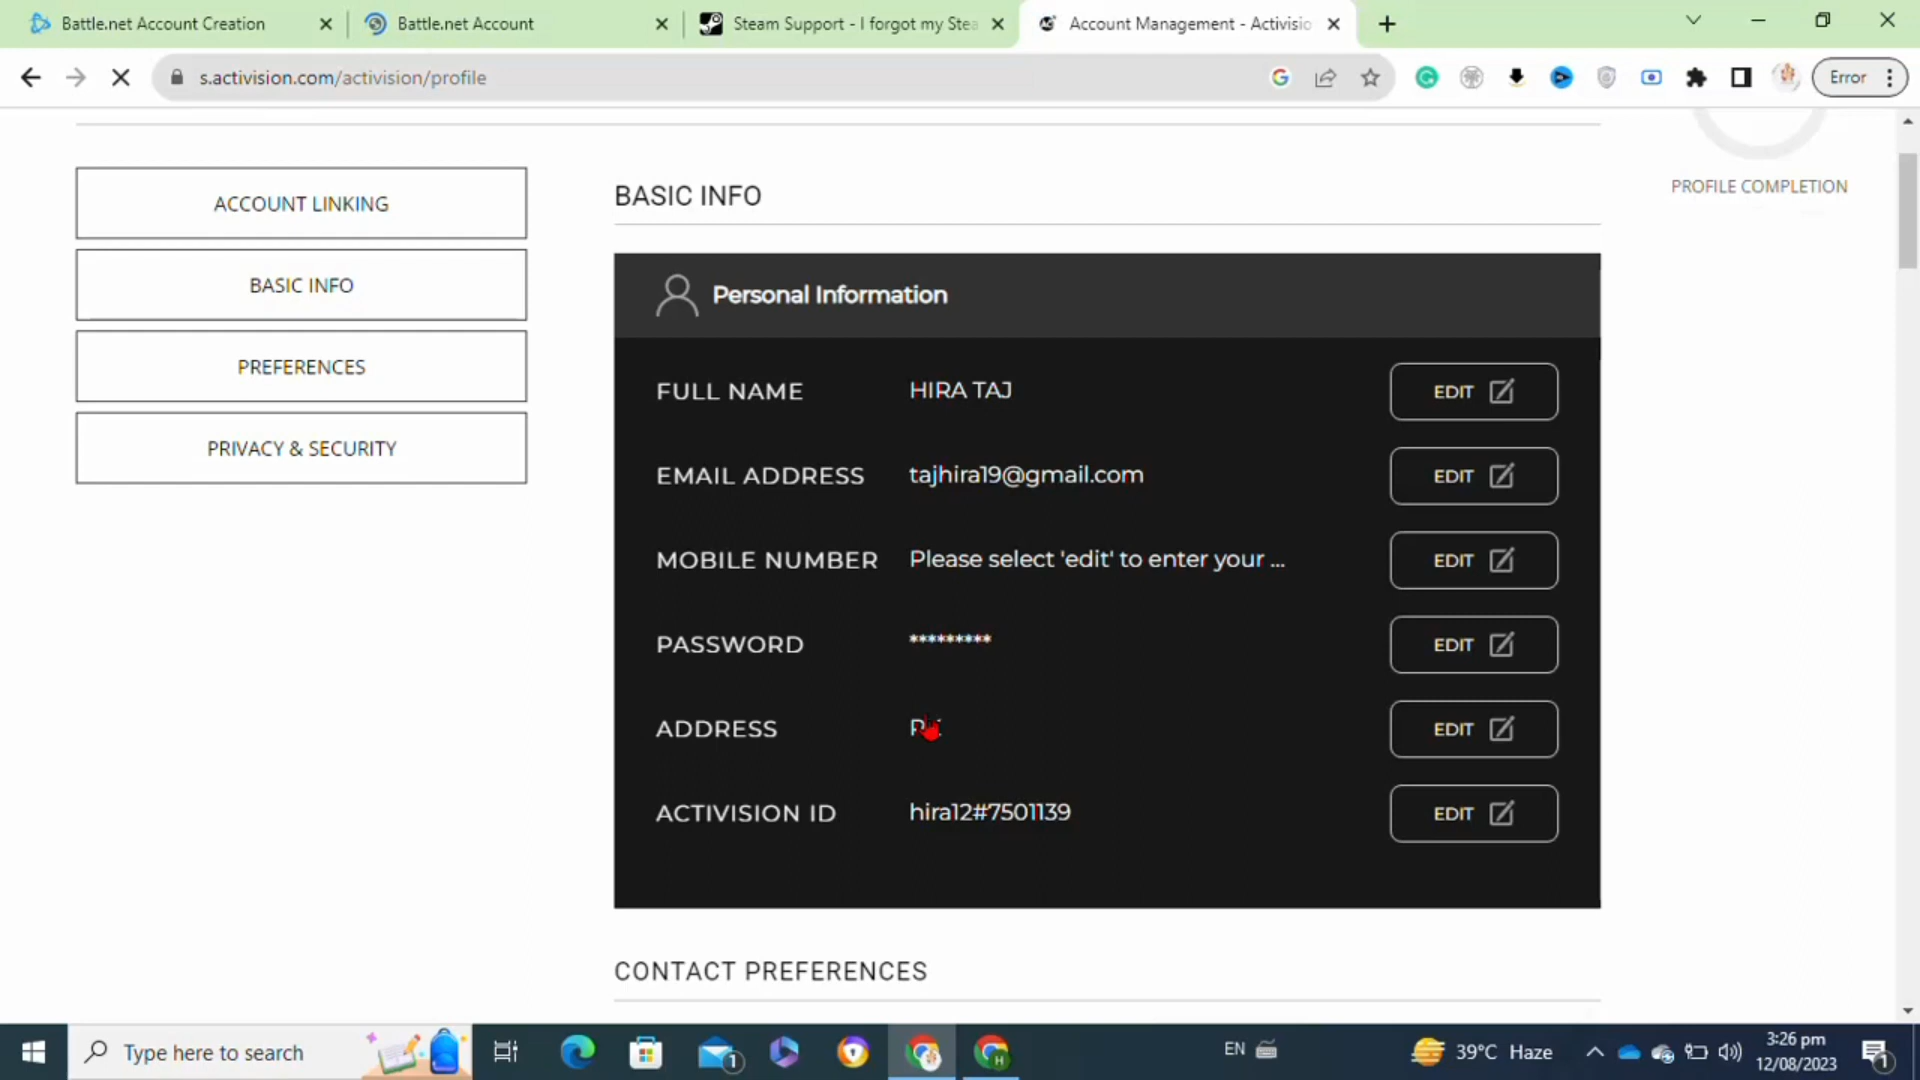 Battle.net Account Creation
Battle.net Account
Steam Support - I forgot my Stea
Account Management - Activisio
s.activision.com/activision/profile
Error
PROFILE COMPLETION
ACCOUNT LINKING
BASIC INFO
PREFERENCES
PRIVACY & SECURITY
BASIC INFO
Personal Information
FULL NAME HIRA TAJ EDIT
EMAIL ADDRESS tajhira19@gmail.com EDIT
MOBILE NUMBER Please select 'edit' to enter your ... EDIT
PASSWORD ********* EDIT
ADDRESS EDIT
ACTIVISION ID hira12#7501139 EDIT
CONTACT PREFERENCES
Type here to search
1
EN
39°C Haze
3:26 pm
12/08/2023
1